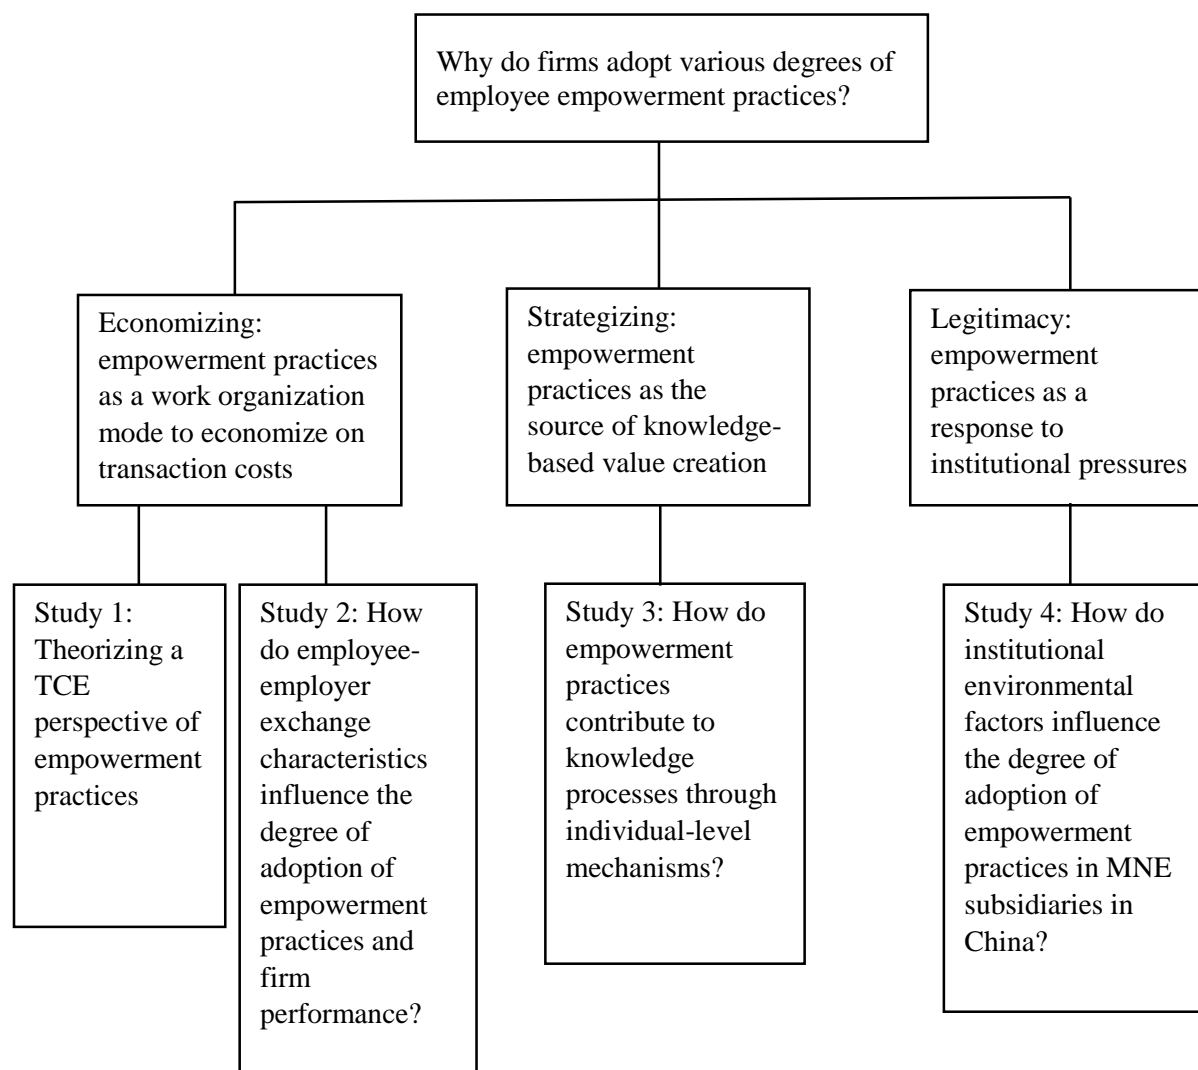 Why do firms adopt various degrees of
employee empowerment practices?
Economizing:
empowerment practices
as a work organization
mode to economize on
transaction costs
Strategizing:
empowerment
practices as the
source of knowledge-
based value creation
Legitimacy:
empowerment
practices as a
response to
institutional pressures
Study 1:
Theorizing a
TCE
perspective of
empowerment
practices
Study 2: How
do employee-
employer
exchange
characteristics
influence the
degree of
adoption of
empowerment
practices and
firm
performance?
Study 3: How do
empowerment
practices
contribute to
knowledge
processes through
individual-level
mechanisms?
Study 4: How do
institutional
environmental
factors influence
the degree of
adoption of
empowerment
practices in MNE
subsidiaries in
China?